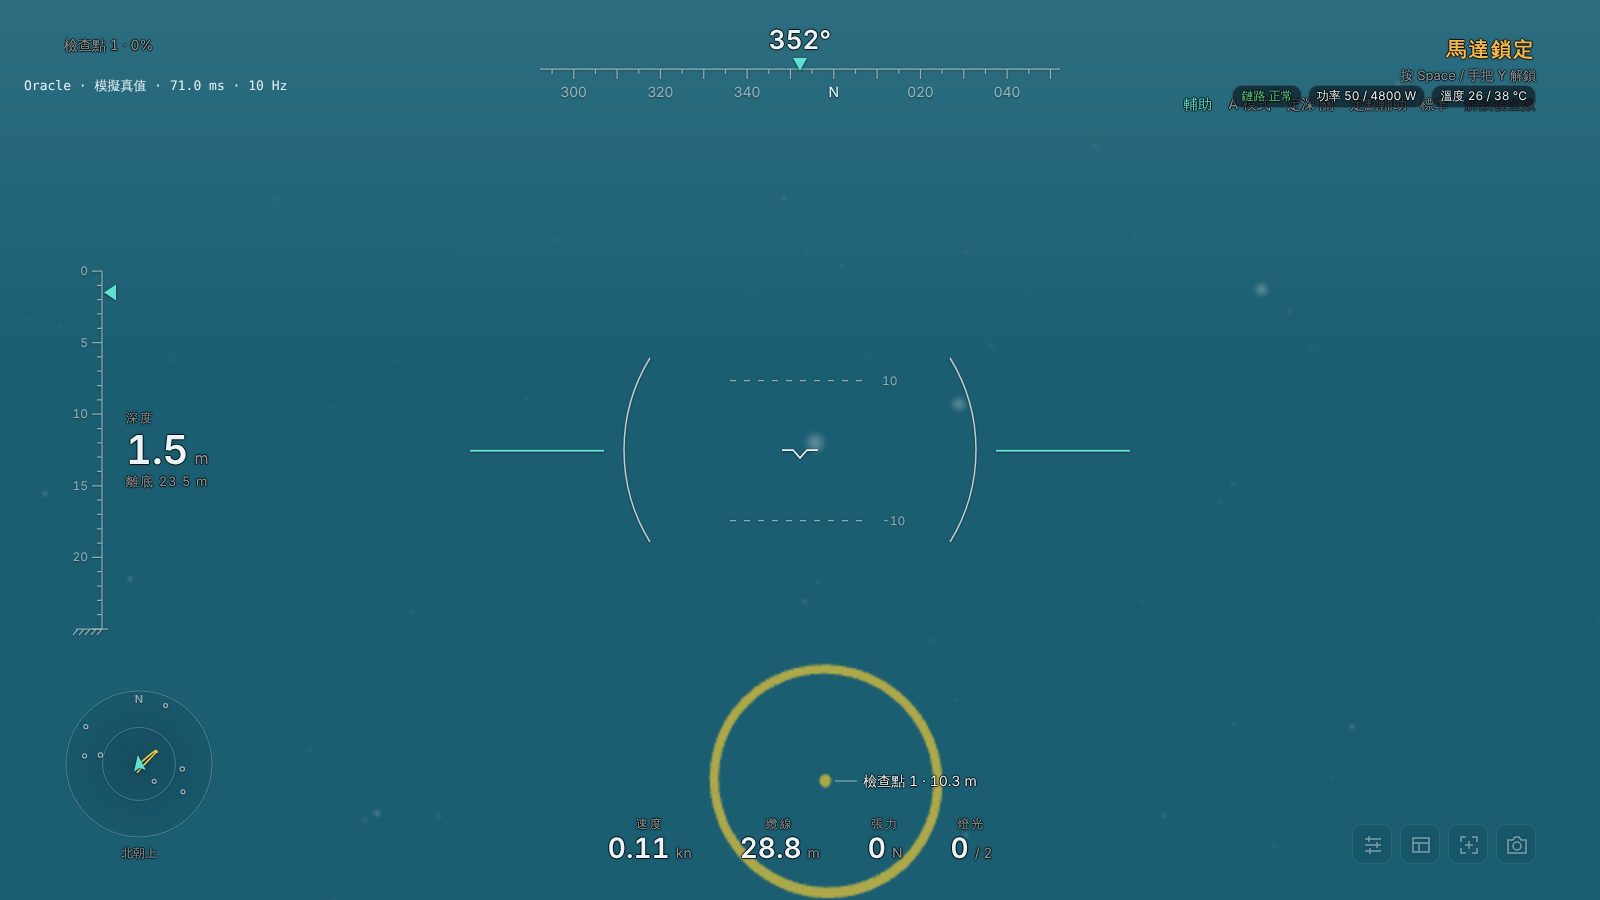 檢查點 1 · 0%
352°
馬達鎖定
按 Space / 手把 Y 解鎖
Oracle · 模擬真值 · 71.0 ms · 10 Hz
300 320 340 N 020 040
鏈路 正常 功率 50 / 4800 W 溫度 26 / 38 °C
輔助
0
5
10
15
20
深度
1.5 m
離底 23.5 m
10
-10
N
北朝上
檢查點 1 · 10.3 m
速度 纜線 張力 燈光
0.11 kn 28.8 m 0 N 0 / 2